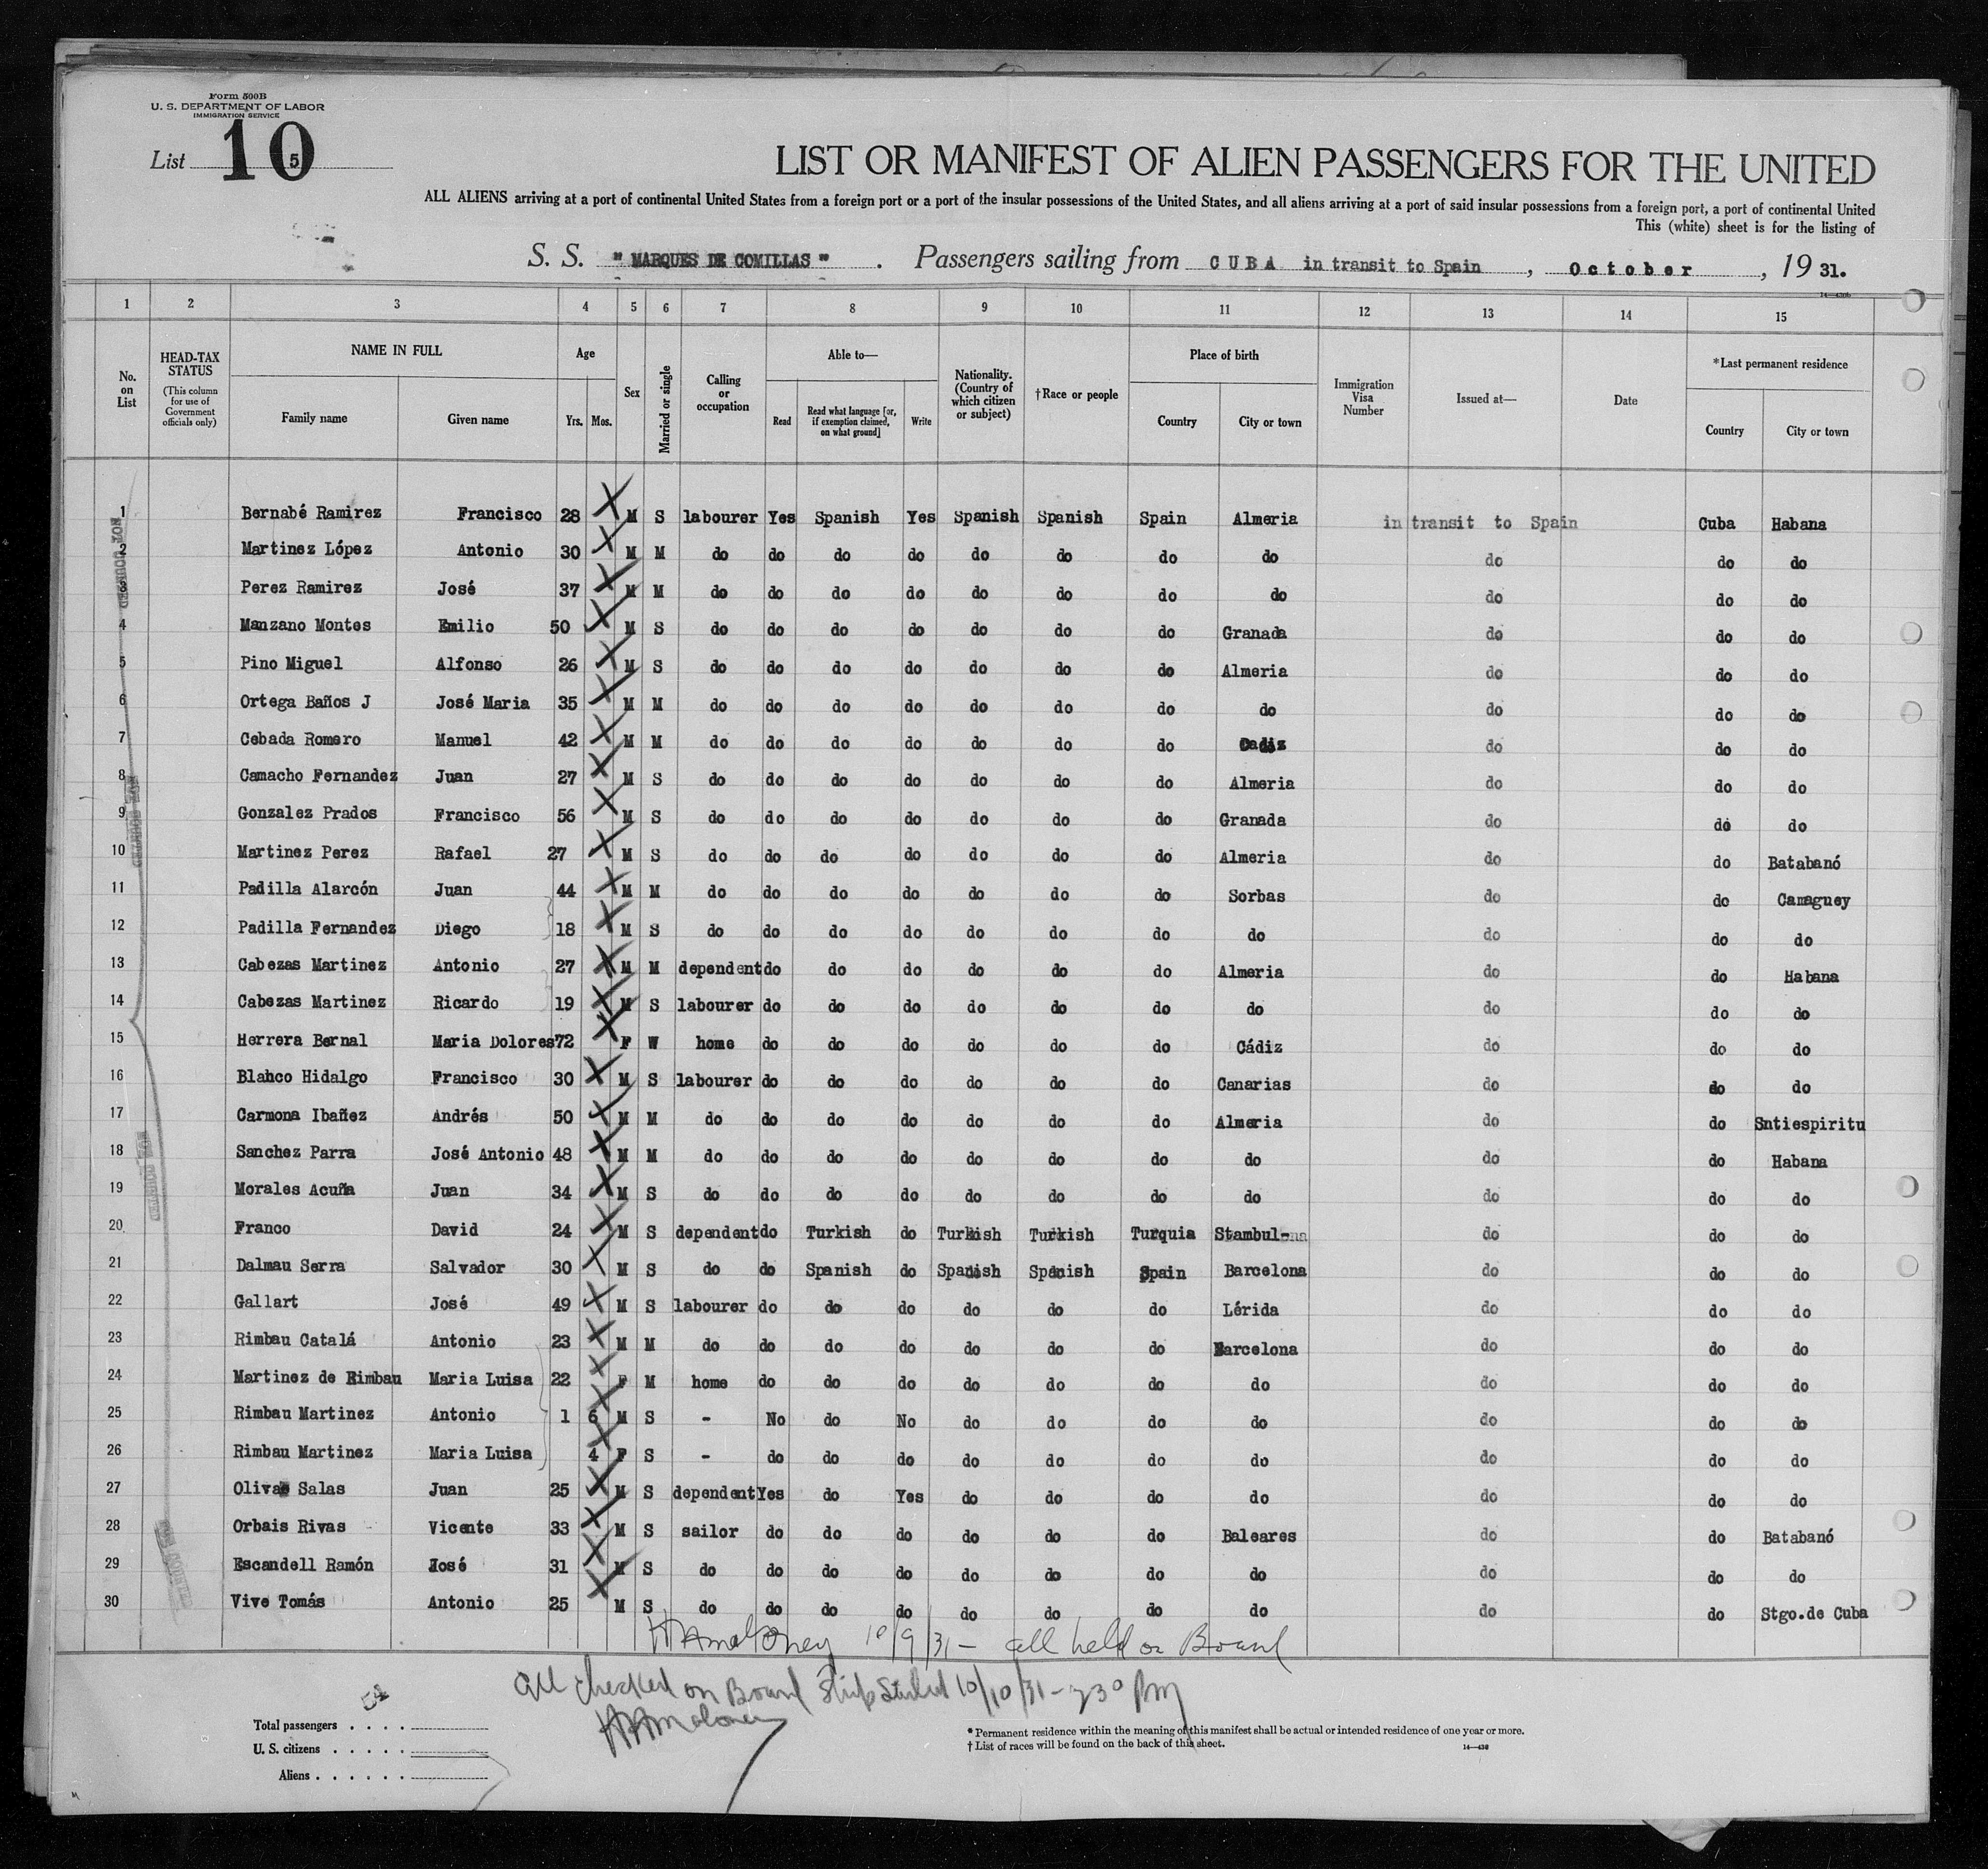 Form 500B
U. S. DEPARTMENT OF LABOR
IMMIGRATION SERVICE
List 10
5
LIST OR MANIFEST OF ALIEN PASSENGERS FOR THE UNITED
ALL ALIENS arriving at a port of continental United States from a foreign port or a port of the insular possessions of the United States, and all aliens arriving at a port of said insular possessions from a foreign port, a port of continental United
This (white) sheet is for the listing of
S. S. " MARQUES DE COMILLAS " . Passengers sailing from CUBA in transit to Spain , October , 19 31.
14—430b
1 2 3 4 5 6 7 8 9 10 11 12 13 14 15
No. on List
HEAD-TAX STATUS (This column for use of Government officials only)
NAME IN FULL Family name Given name
Age Yrs. Mos.
Sex
Married or single
Calling or occupation
Able to— Read Read what language [or, if exemption claimed, on what ground] Write
Nationality. (Country of which citizen or subject)
†Race or people
Place of birth Country City or town
Immigration Visa Number
Issued at—
Date
*Last permanent residence Country City or town
1 Bernabé Ramirez Francisco 28 M S labourer Yes Spanish Yes Spanish Spanish Spain Almeria in transit to Spain Cuba Habana
2 Martinez López Antonio 30 M M do do do do do do do do do do do
3 Perez Ramirez José 37 M M do do do do do do do do do do do
4 Manzano Montes Emilio 50 M S do do do do do do do Granada do do do
5 Pino Miguel Alfonso 26 M S do do do do do do do Almeria do do do
6 Ortega Baños J José Maria 35 M M do do do do do do do do do do do
7 Cebada Romero Manuel 42 M M do do do do do do do Cadiz do do do
8 Camacho Fernandez Juan 27 M S do do do do do do do Almeria do do do
9 Gonzalez Prados Francisco 56 M S do do do do do do do Granada do do do
10 Martinez Perez Rafael 27 M S do do do do do do do Almeria do do Batabanó
11 Padilla Alarcón Juan 44 M M do do do do do do do Sorbas do do Camaguey
12 Padilla Fernandez Diego 18 M S do do do do do do do do do do do
13 Cabezas Martinez Antonio 27 M M dependent do do do do do do Almeria do do Habana
14 Cabezas Martinez Ricardo 19 M S labourer do do do do do do do do do do
15 Herrera Bernal Maria Dolores 72 F W home do do do do do do Cádiz do do do
16 Blanco Hidalgo Francisco 30 M S labourer do do do do do do Canarias do do do
17 Carmona Ibañez Andrés 50 M M do do do do do do do Almeria do do Sntiespiritu
18 Sanchez Parra José Antonio 48 M M do do do do do do do do do do Habana
19 Morales Acuña Juan 34 M S do do do do do do do do do do do
20 Franco David 24 M S dependent do Turkish do Turkish Turkish Turquia Stambul- do do do
21 Dalmau Serra Salvador 30 M S do do Spanish do Spanish Spanish Spain Barcelona do do do
22 Gallart José 49 M S labourer do do do do do do Lérida do do do
23 Rimbau Catalá Antonio 23 M M do do do do do do do Barcelona do do do
24 Martinez de Rimbau Maria Luisa 22 F M home do do do do do do do do do do
25 Rimbau Martinez Antonio 1 6 M S - No do No do do do do do do do
26 Rimbau Martinez Maria Luisa 4 F S - do do do do do do do do do do
27 Olivas Salas Juan 25 M S dependent Yes do Yes do do do do do do do
28 Orbais Rivas Vicente 33 M S sailor do do do do do do Baleares do do Batabanó
29 Escandell Ramón José 31 M S do do do do do do do do do do do
30 Vive Tomás Antonio 25 M S do do do do do do do do do do Stgo.de Cuba
NOT COUNTED
NOT COUNTED
NOT COUNTED
NOT COUNTED
HAMaloney 10/9/31 – all held on Board
all checked on Board Ship Started 10/10/31 – 730 PM
HAMaloney
Total passengers . . . .
U. S. citizens . . . . .
Aliens . . . . . .
* Permanent residence within the meaning of this manifest shall be actual or intended residence of one year or more.
† List of races will be found on the back of this sheet.
14—430